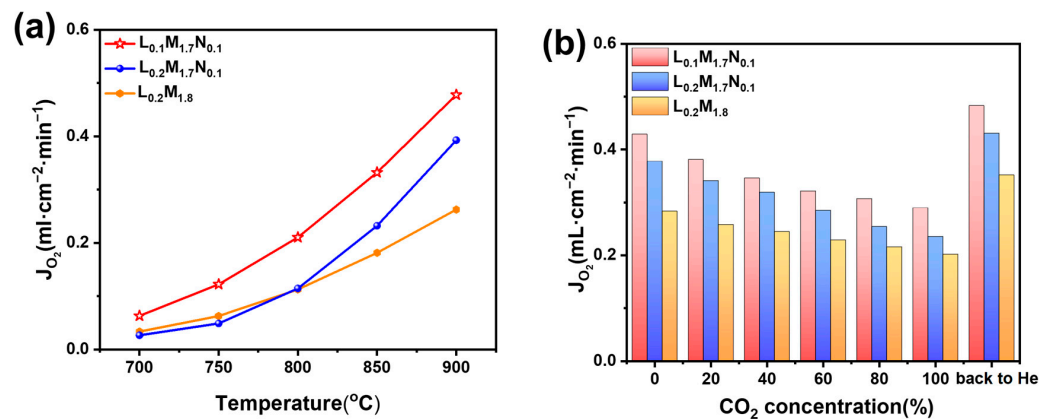 (a)
0.6
0.4
0.2
0.0
J_O₂(ml·cm⁻²·min⁻¹)
L₀.₁M₁.₇N₀.₁
L₀.₂M₁.₇N₀.₁
L₀.₂M₁.₈
700 750 800 850 900
Temperature(°C)
(b)
0.6
0.4
0.2
0.0
J_O₂(mL·cm⁻²·min⁻¹)
L₀.₁M₁.₇N₀.₁
L₀.₂M₁.₇N₀.₁
L₀.₂M₁.₈
0 20 40 60 80 100 back to He
CO₂ concentration(%)